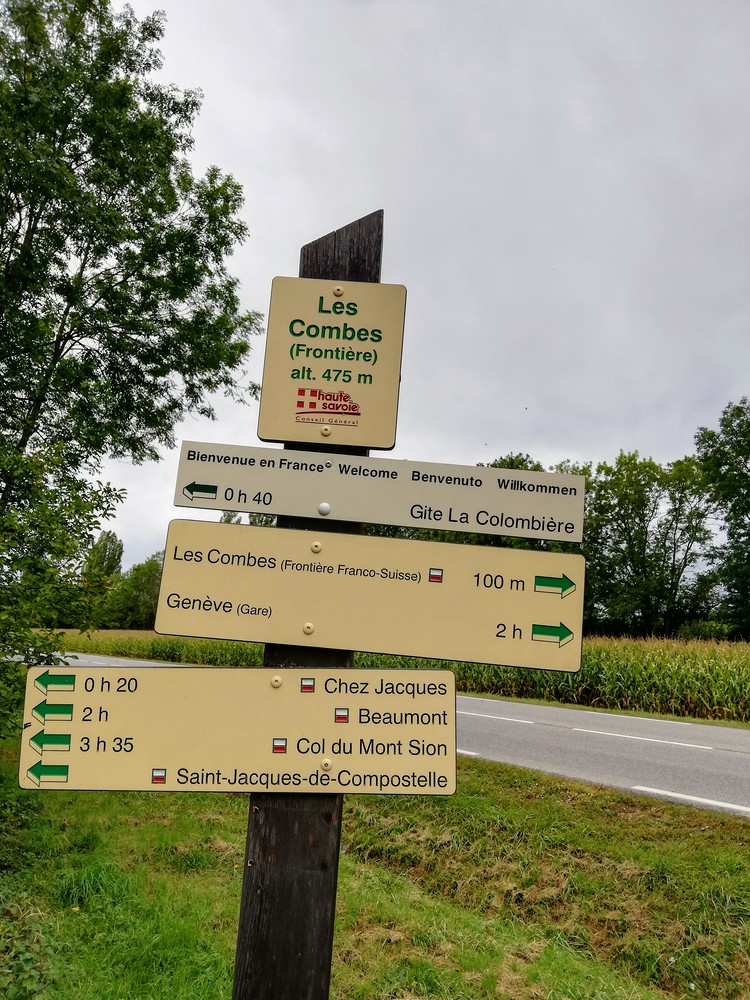 Les
Combes
(Frontière)
alt. 475 m
haute
savoie
Conseil Général
Bienvenue en France Welcome Benvenuto Willkommen
0 h 40 Gite La Colombière
Les Combes (Frontière Franco-Suisse) 100 m
Genève (Gare)
2 h
0 h 20 Chez Jacques
2 h Beaumont
3 h 35 Col du Mont Sion
Saint-Jacques-de-Compostelle